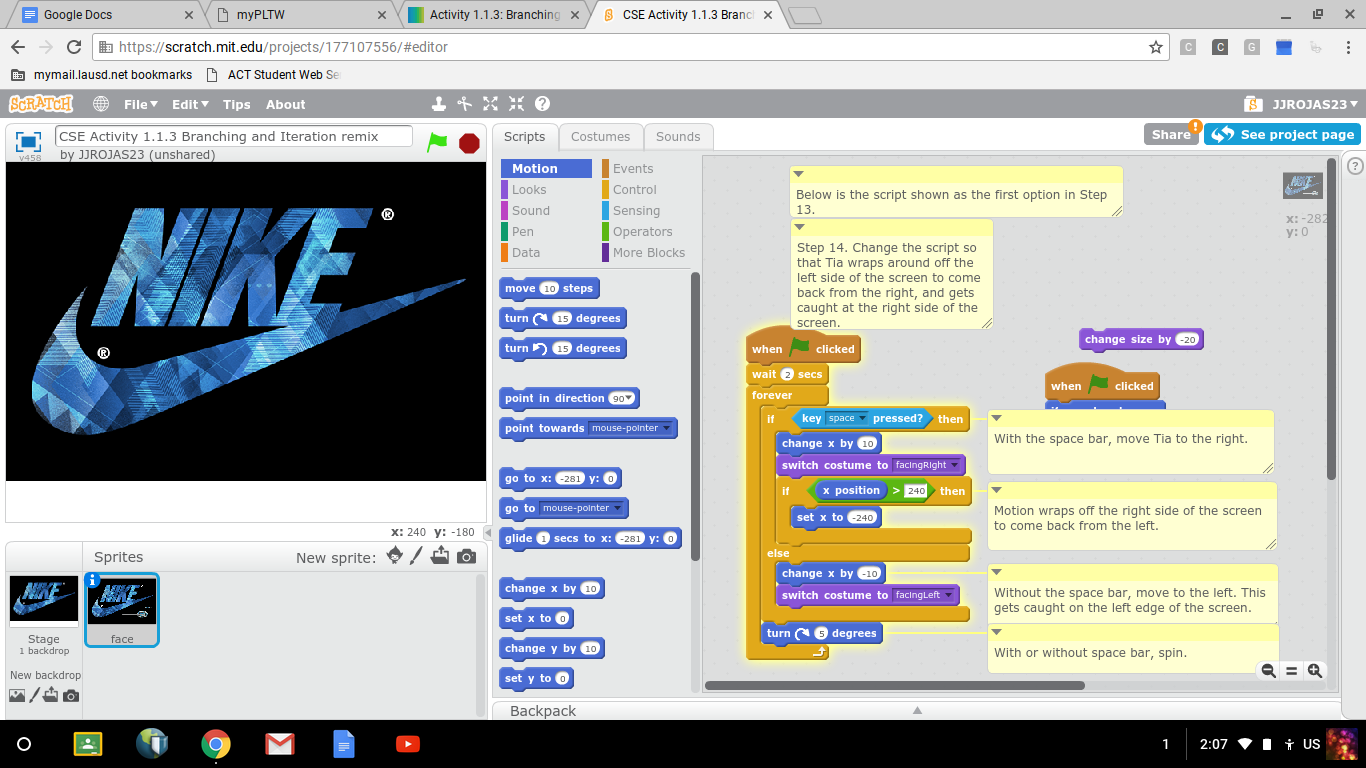 Google Docs
myPLTW
Activity 1.1.3: Branching
CSE Activity 1.1.3 Branc
https://scratch.mit.edu/projects/177107556/#editor
mymail.lausd.net bookmarks
ACT Student Web Se
SCRATCH File Edit Tips About
JJROJAS23
v458
CSE Activity 1.1.3 Branching and Iteration remix
by JJROJAS23 (unshared)
Scripts Costumes Sounds
Share ! See project page
NIKE ®
®
x: 240 y: -180
Sprites New sprite:
Stage
1 backdrop
New backdrop
face
Motion Events
Looks Control
Sound Sensing
Pen Operators
Data More Blocks
move 10 steps
turn 15 degrees
turn 15 degrees
point in direction 90
point towards mouse-pointer
go to x: -281 y: 0
go to mouse-pointer
glide 1 secs to x: -281 y: 0
change x by 10
set x to 0
change y by 10
set y to 0
Below is the script shown as the first option in Step
13.
Step 14. Change the script so
that Tia wraps around off the
left side of the screen to come
back from the right, and gets
caught at the right side of the
screen.
x: -282
y: 0
when clicked
wait 2 secs
forever
if key space pressed? then
change x by 10
switch costume to facingRight
if x position > 240 then
set x to -240
else
change x by -10
switch costume to facingLeft
turn 5 degrees
change size by -20
when clicked
With the space bar, move Tia to the right.
Motion wraps off the right side of the screen
to come back from the left.
Without the space bar, move to the left. This
gets caught on the left edge of the screen.
With or without space bar, spin.
Backpack
1 2:07 US